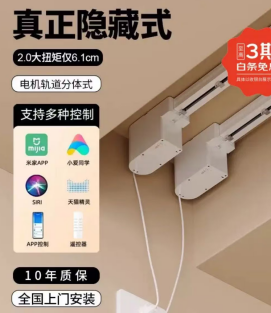 真正隐藏式
2.0大扭矩仅6.1cm
电机轨道分体式
支持多种控制
mijia
米家APP
小爱同学
SIRI
天猫精灵
APP控制
遥控器
10年质保
全国上门安装
3期
白条免